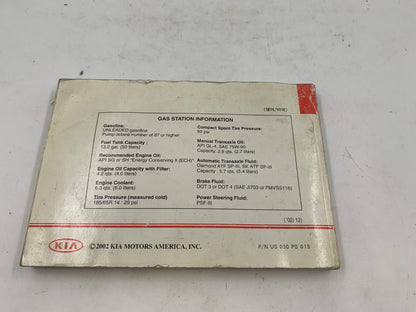 GAS STATION INFORMATION
Gasoline:
UNLEADED gasoline.
Pump octane number of 87 or higher
Fuel Tank Capacity :
13.2 gal. (50 liters)
Recommended Engine Oil:
API SG or SH "Energy Conserving II (ECII)"
Engine Oil Capacity with Filter:
4.2 qts. (4.0 liters)
Engine Coolant:
6.3 qts. (6.0 liters)
Tire Pressure (measured cold)
185/65R 14 : 29 psi
Compact Spare Tire Pressure:
60 psi
Manual Transaxle Oil:
API GL-4, SAE 75W-90
Capacity: 2.8 qts. (2.7 liters)
Automatic Transaxle Fluid:
Diamond ATF SP-III, SK ATF SP-III
Capacity : 5.7 qts. (5.4 liters)
Brake Fluid:
DOT 3 or DOT 4 (SAE J1703 or FMVSS116)
Power Steering Fluid:
PSF-III
('02/12)
KIA
©2002 KIA MOTORS AMERICA, INC.
P/N US 030 PS 013